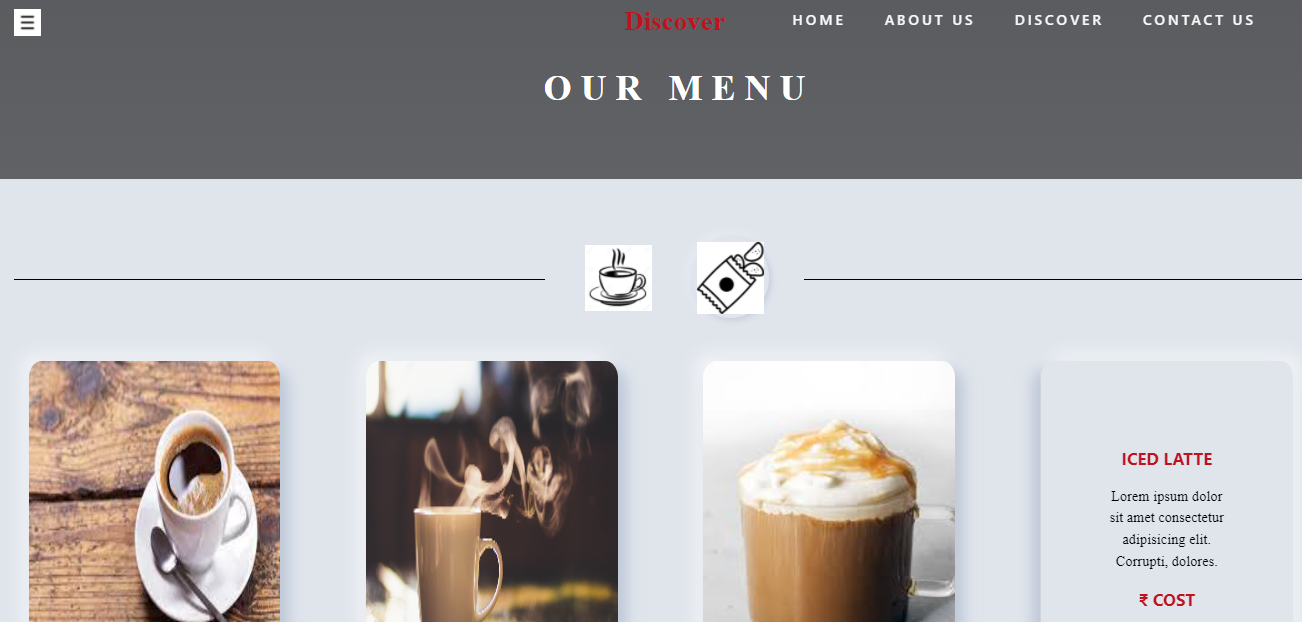 Discover
HOME
ABOUT US
DISCOVER
CONTACT US
OUR MENU
ICED LATTE
Lorem ipsum dolor
sit amet consectetur
adipisicing elit.
Corrupti, dolores.
₹ COST